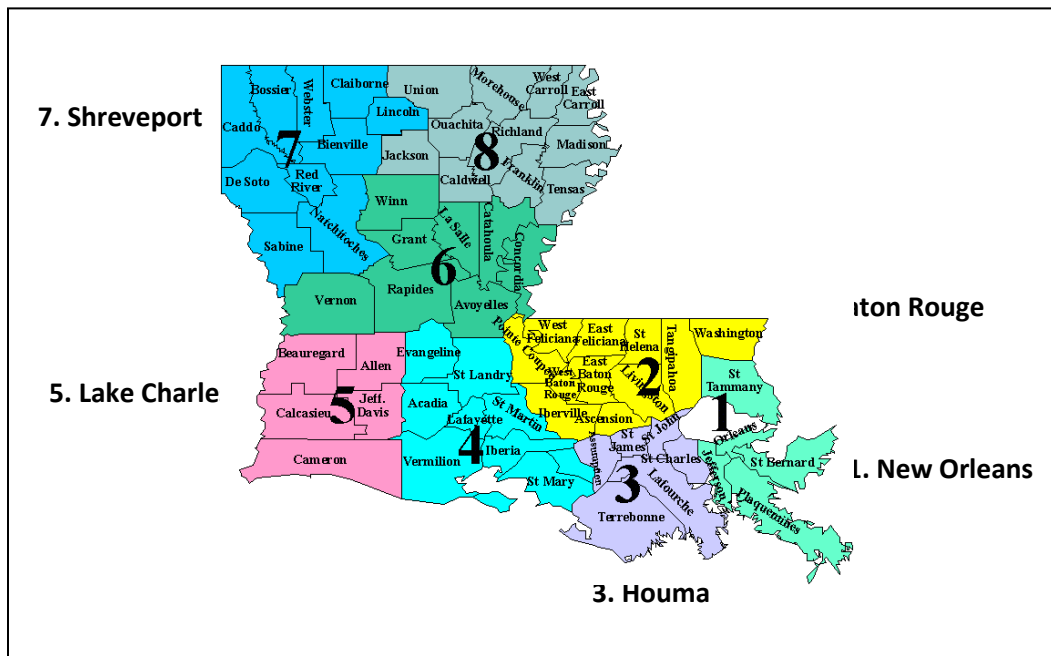 7. Shreveport
Bossier
Webster
Claiborne
Union
Morehouse
West
Carroll
East
Carroll
Caddo
7
Lincoln
Bienville
Ouachita
Richland
8
Madison
Jackson
Franklin
De Soto
Red
River
Caldwell
Tensas
Winn
Natchitoches
Sabine
La Salle
Catahoula
Grant
6
Concordia
Vernon
Rapides
Avoyelles
aton Rouge
Pointe Coupee
West
Feliciana
East
Feliciana
St
Helena
Tangipahoa
Washington
Beauregard
Allen
Evangeline
St Landry
West
Baton
Rouge
East
Baton
Rouge
2
Livingston
St
Tammany
5. Lake Charle
Calcasieu
5
Jeff.
Davis
Acadia
Lafayette
St Martin
Iberville
Ascension
1
Orleans
Cameron
Vermilion
4
Iberia
St Mary
Assumption
St
James
St John
St Charles
Jefferson
St Bernard
1. New Orleans
3
Lafourche
Plaquemines
Terrebonne
3. Houma